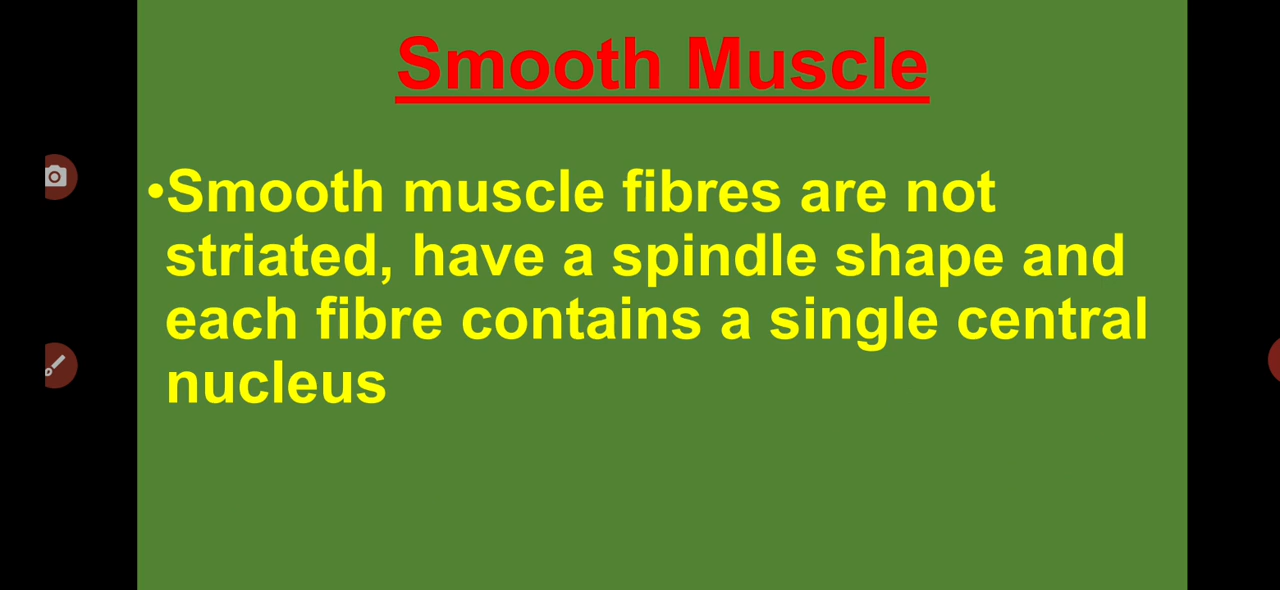 Smooth Muscle
•Smooth muscle fibres are not
striated, have a spindle shape and
each fibre contains a single central
nucleus